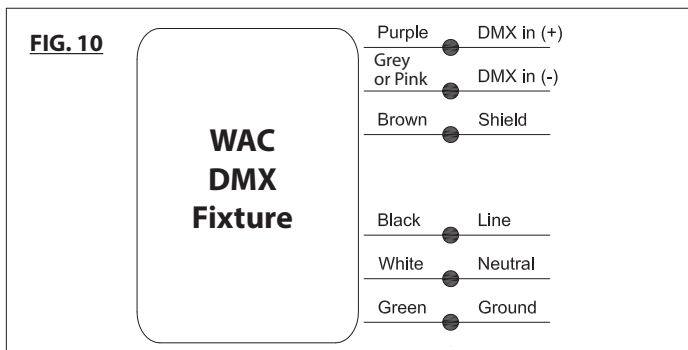 FIG. 10
WAC
DMX
Fixture
Purple DMX in (+)
Grey
or Pink DMX in (-)
Brown Shield
Black Line
White Neutral
Green Ground